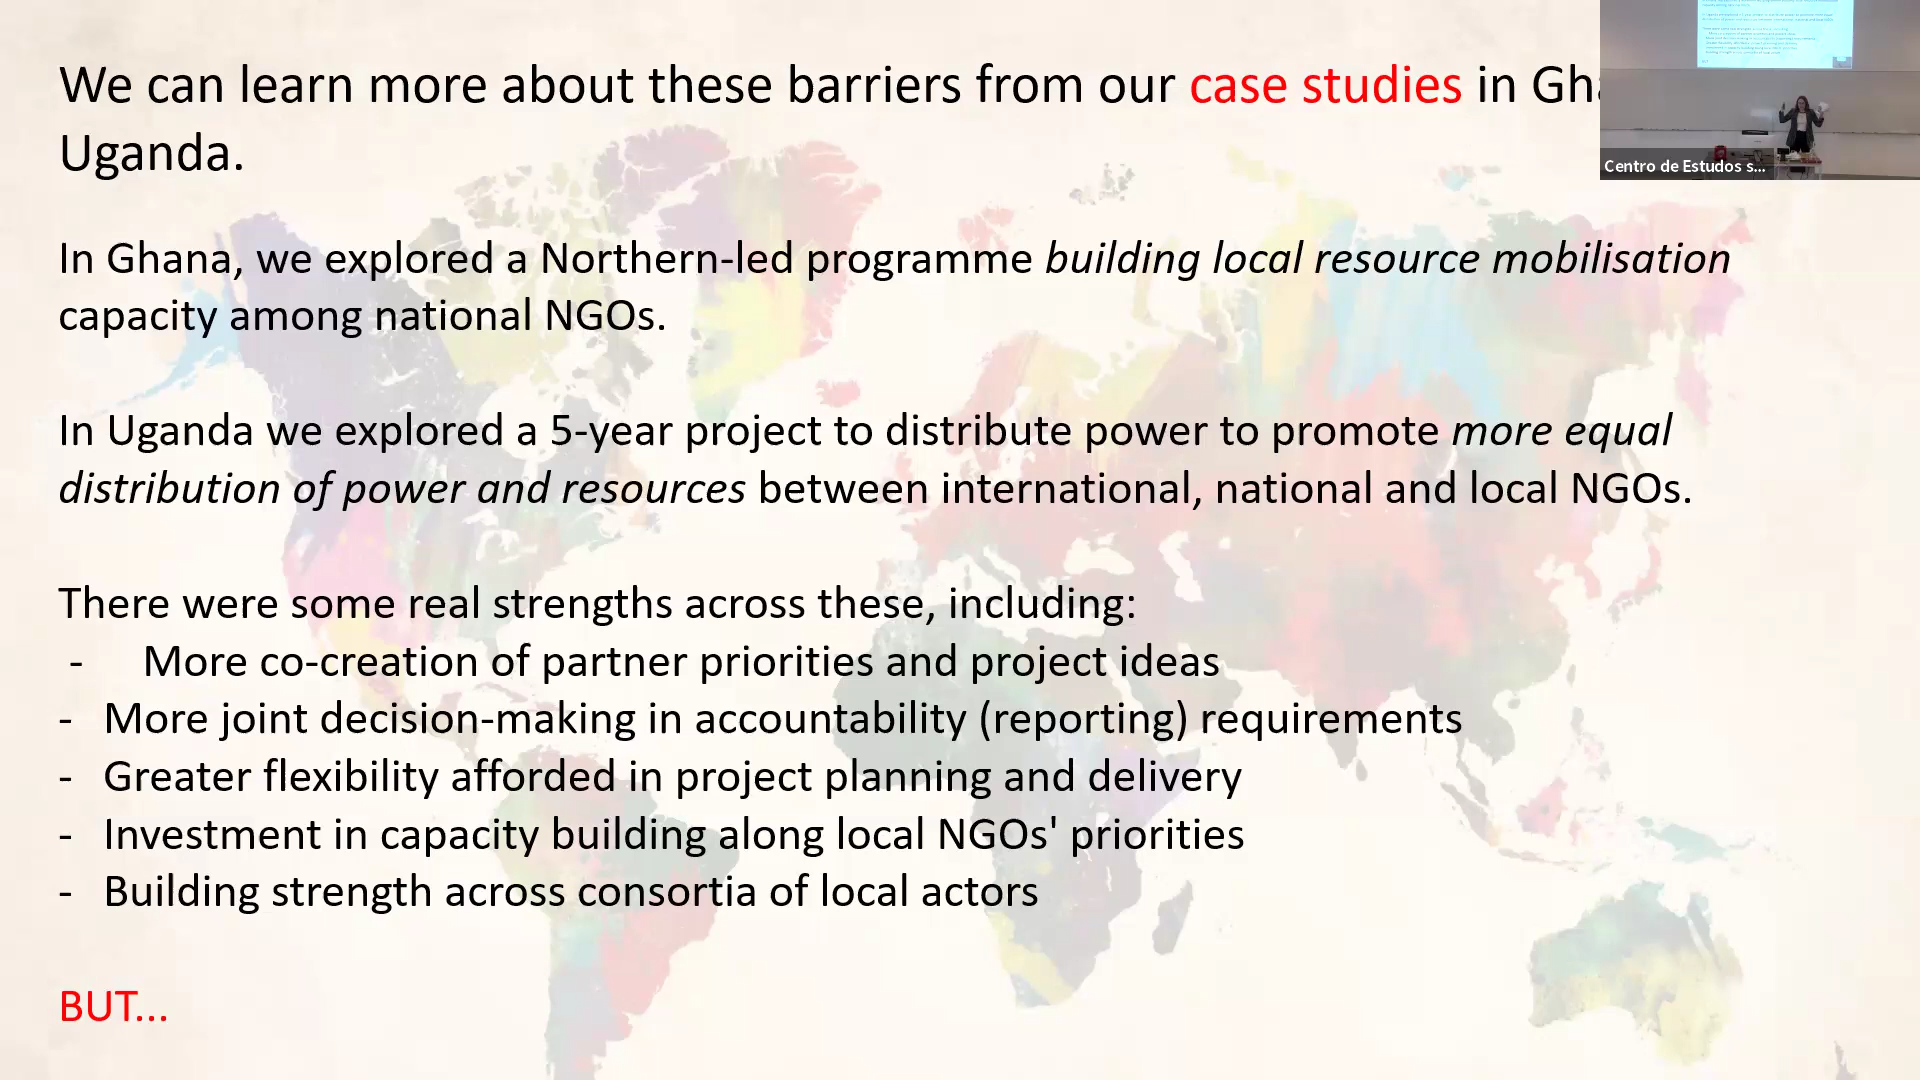 We can learn more about these barriers from our case studies in Gh
Uganda.
Centro de Estudos s...
In Ghana, we explored a Northern-led programme building local resource mobilisation
capacity among national NGOs.
In Uganda we explored a 5-year project to distribute power to promote more equal
distribution of power and resources between international, national and local NGOs.
There were some real strengths across these, including:
- More co-creation of partner priorities and project ideas
- More joint decision-making in accountability (reporting) requirements
- Greater flexibility afforded in project planning and delivery
- Investment in capacity building along local NGOs' priorities
- Building strength across consortia of local actors
BUT...